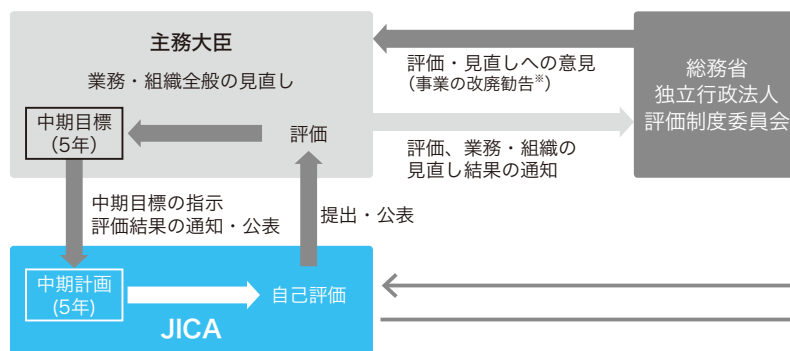 主務大臣
業務・組織全般の見直し
中期目標
(5年)
評価
評価・見直しへの意見
(事業の改廃勧告※)
総務省
独立行政法人
評価制度委員会
評価、業務・組織の
見直し結果の通知
中期目標の指示
評価結果の通知・公表
提出・公表
中期計画
(5年)
自己評価
JICA